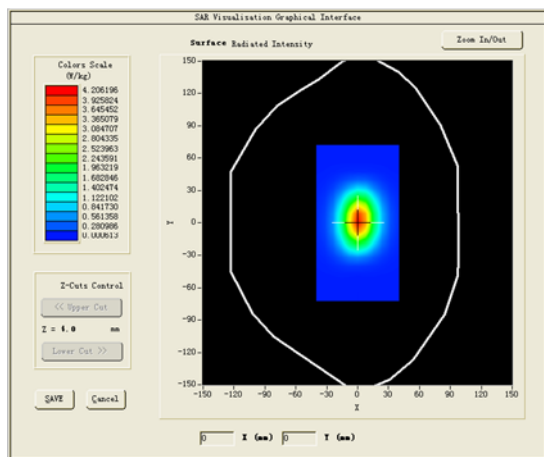 SAR Visualisation Graphical Interface
Surface Radiated Intensity
Zoom In/Out
Colors Scale
(W/kg)
4.206196
3.925824
3.645452
3.365079
3.084707
2.804335
2.523963
2.243591
1.963219
1.682846
1.402474
1.122102
0.841730
0.561358
0.280986
0.000613
Z-Cuts Control
<< Upper Cut
Z = 4.0 mm
Lower Cut >>
SAVE
Cancel
150
120
90
60
30
0
-30
-60
-90
-120
-150
Y
-150 -120 -90 -60 -30 0 30 60 90 120 150
X
0 X (mm) 0 Y (mm)